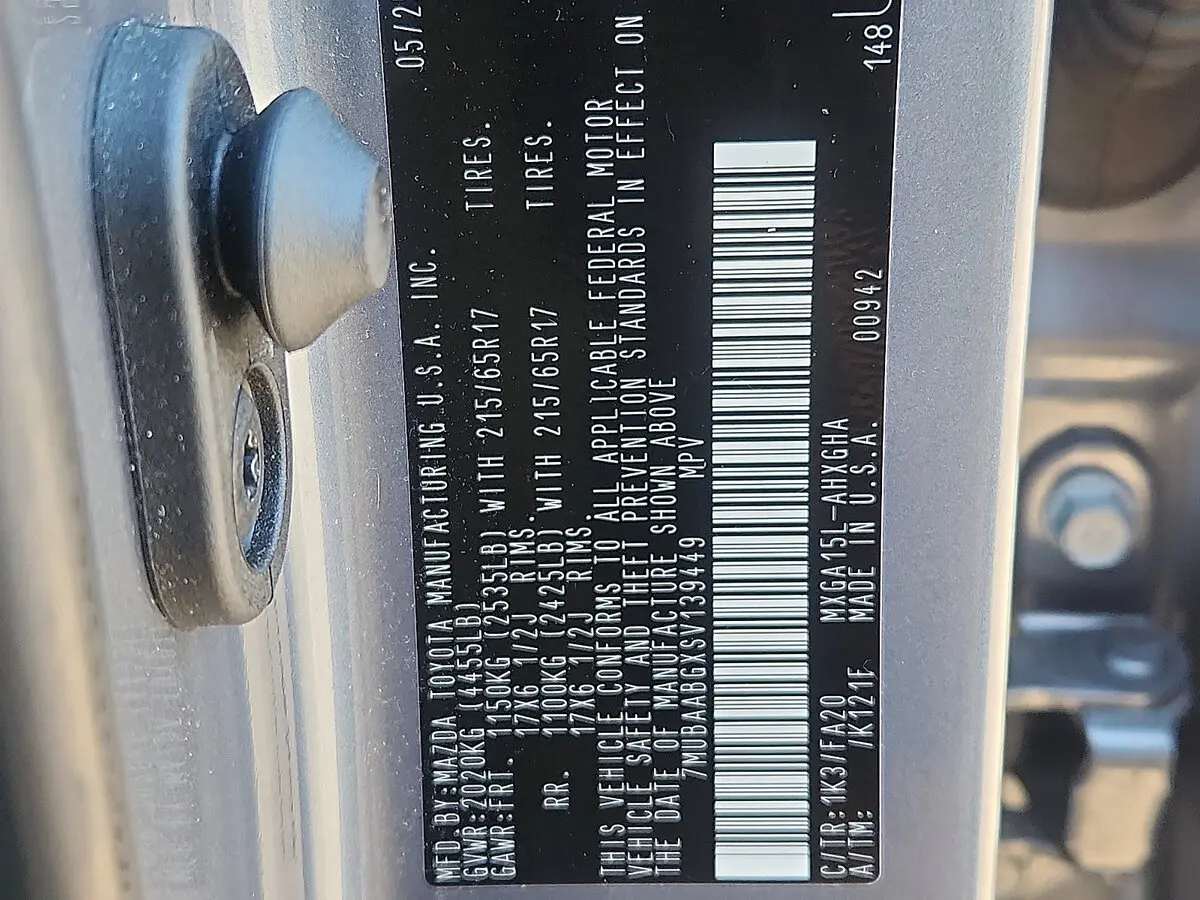 MFD.BY:MAZDA TOYOTA MANUFACTURING U.S.A. INC. 05/2
GVWR:2020KG (4455LB)
GAWR:FRT. 1150KG (2535LB) WITH 215/65R17 TIRES.
17X6 1/2J RIMS.
RR. 1100KG (2425LB) WITH 215/65R17 TIRES.
17X6 1/2J RIMS.
THIS VEHICLE CONFORMS TO ALL APPLICABLE FEDERAL MOTOR
VEHICLE SAFETY AND THEFT PREVENTION STANDARDS IN EFFECT ON
THE DATE OF MANUFACTURE SHOWN ABOVE
7MUBAABGXSV139449 MPV
C/TR: 1K3/FA20 MXGA15L-AHXGHA 00942 148
A/TM: /K121F MADE IN U.S.A.